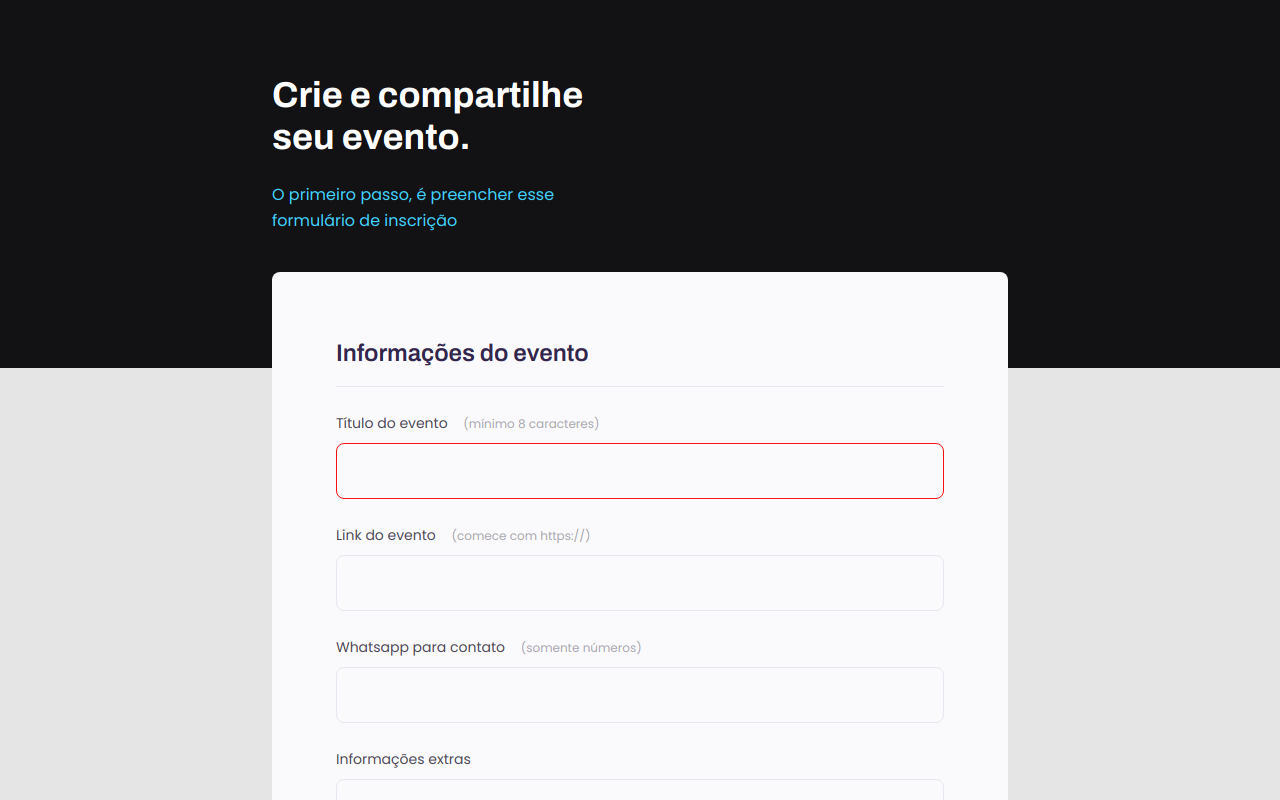 Crie e compartilhe
seu evento.
O primeiro passo, é preencher esse
formulário de inscrição
Informações do evento
Título do evento (mínimo 8 caracteres)
Link do evento (comece com https://)
Whatsapp para contato (somente números)
Informações extras